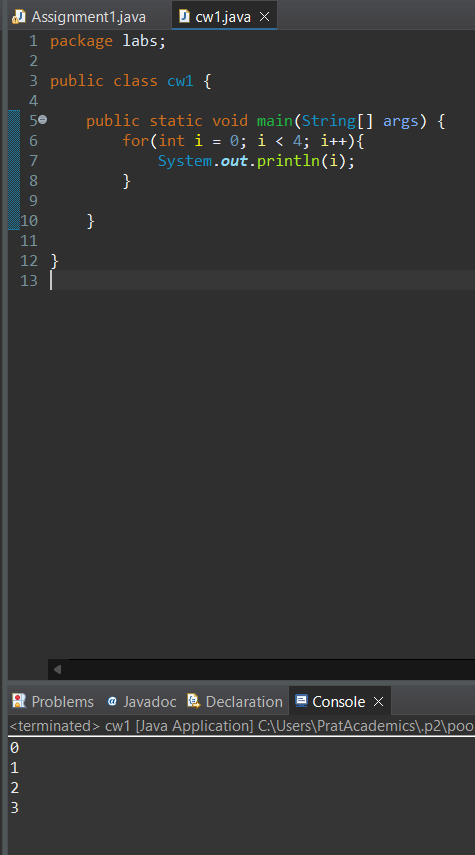 Assignment1.java cw1.java
1 package labs;
2
3 public class cw1 {
4
5 public static void main(String[] args) {
6 for(int i = 0; i < 4; i++){
7 System.out.println(i);
8 }
9
10 }
11
12 }
13
Problems @ Javadoc Declaration Console
<terminated> cw1 [Java Application] C:\Users\PratAcademics\.p2\poo
0
1
2
3